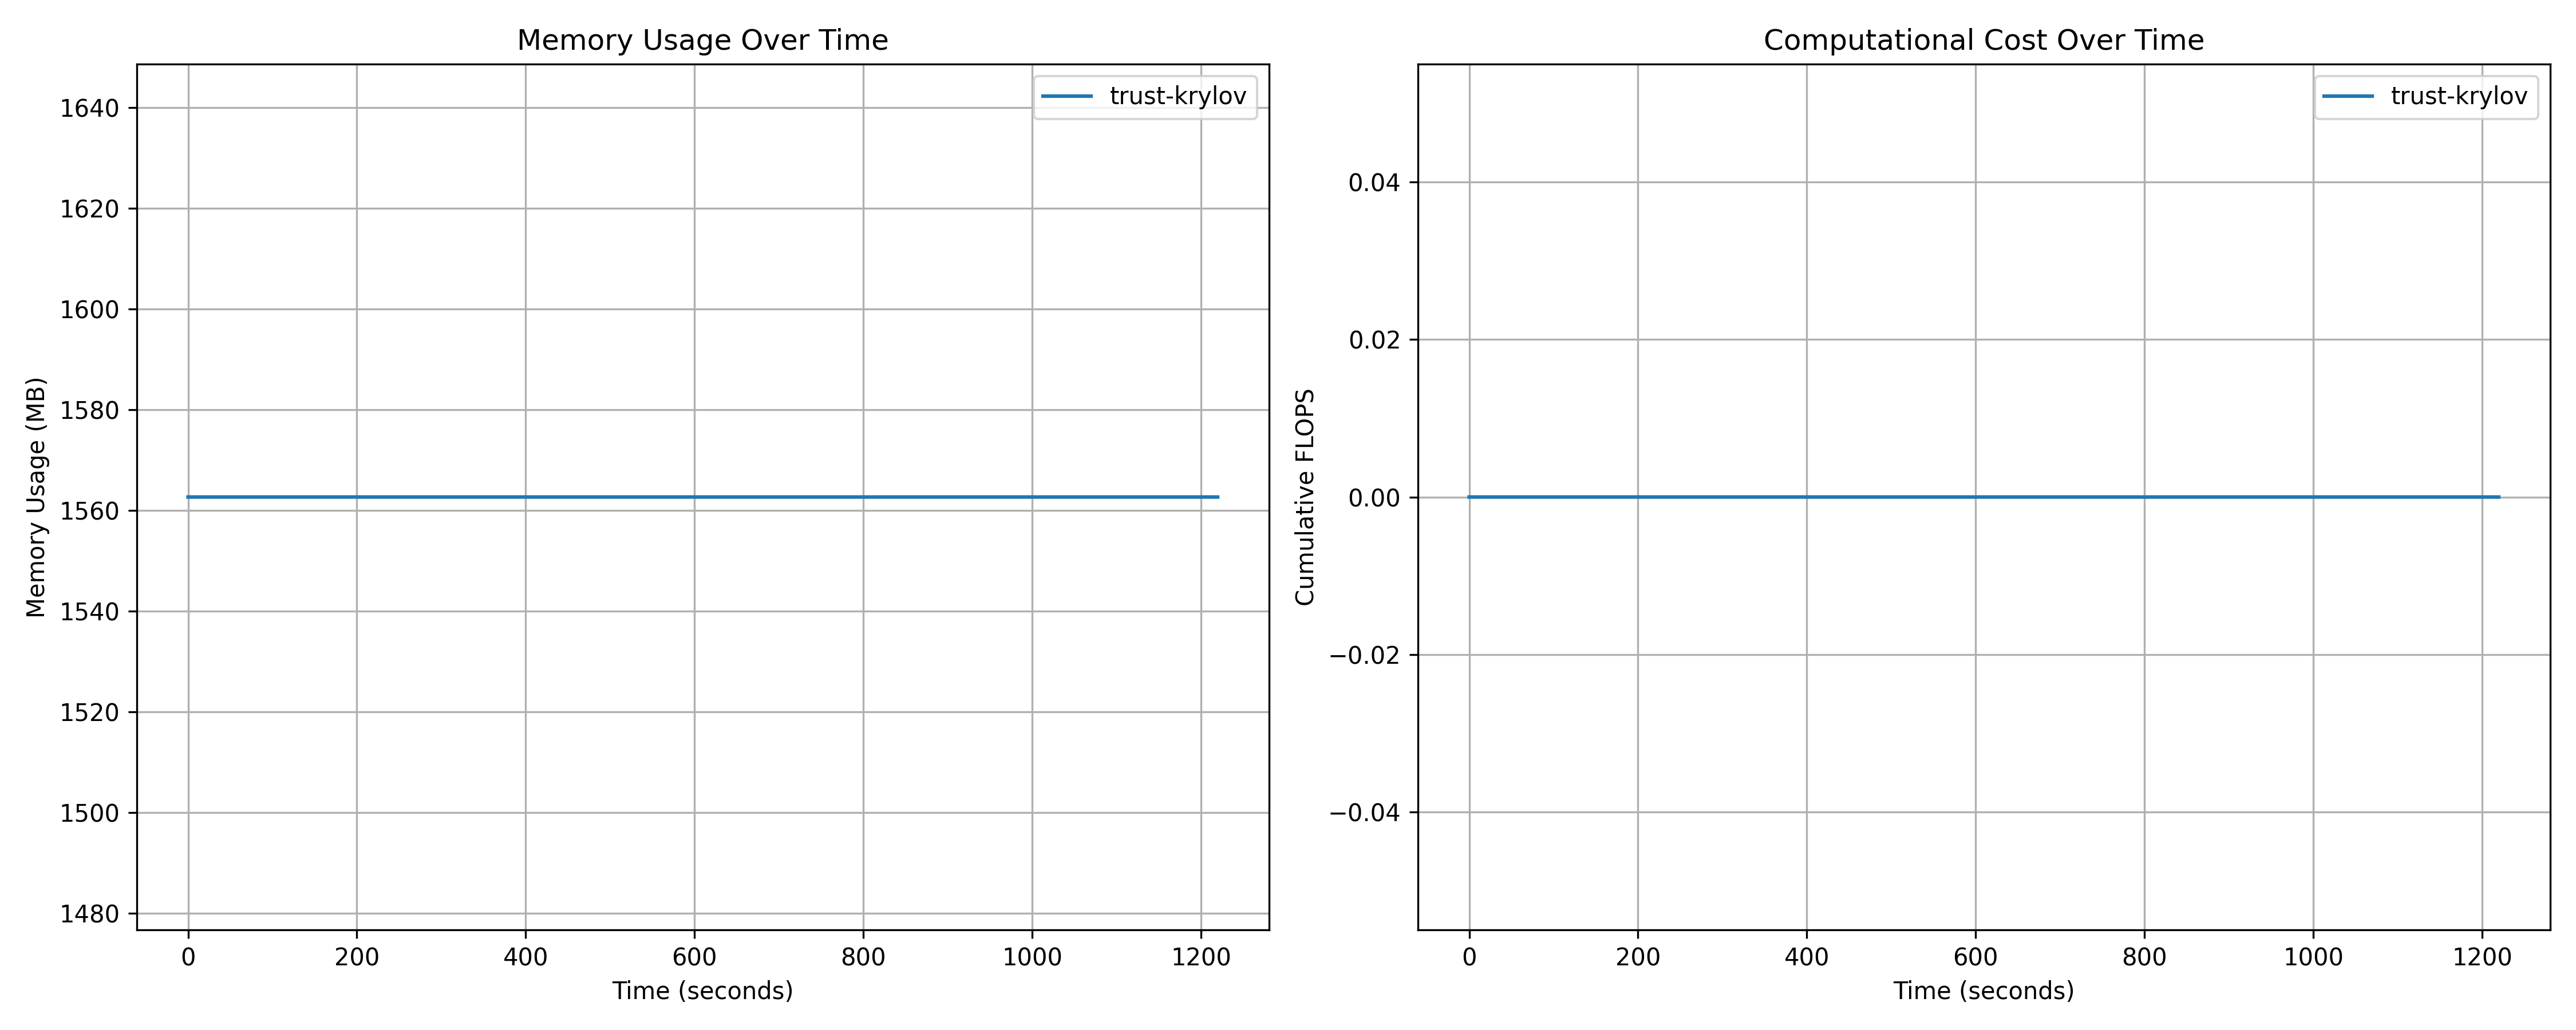 Memory Usage Over Time
trust-krylov
Memory Usage (MB)
1640
1620
1600
1580
1560
1540
1520
1500
1480
0 200 400 600 800 1000 1200
Time (seconds)
Computational Cost Over Time
trust-krylov
Cumulative FLOPS
0.04
0.02
0.00
−0.02
−0.04
0 200 400 600 800 1000 1200
Time (seconds)